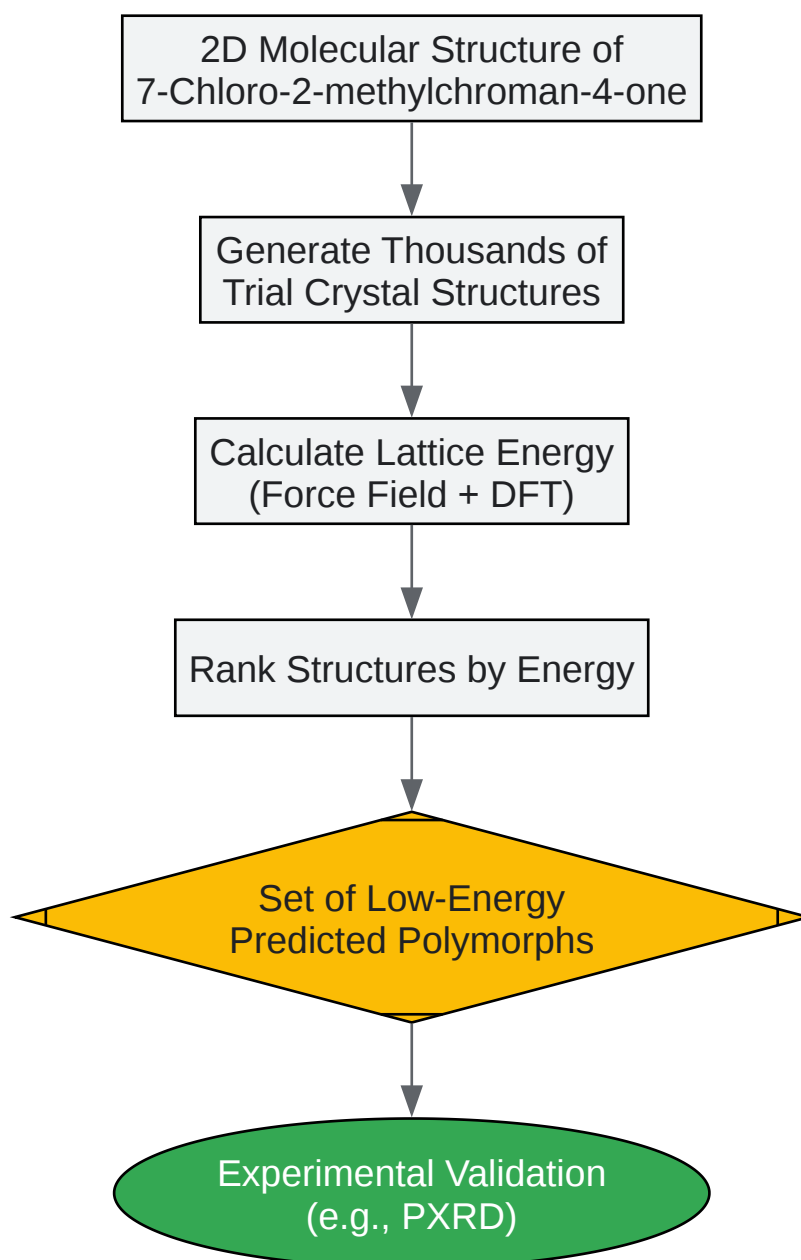 2D Molecular Structure of
7-Chloro-2-methylchroman-4-one
Generate Thousands of
Trial Crystal Structures
Calculate Lattice Energy
(Force Field + DFT)
Rank Structures by Energy
Set of Low-Energy
Predicted Polymorphs
Experimental Validation
(e.g., PXRD)